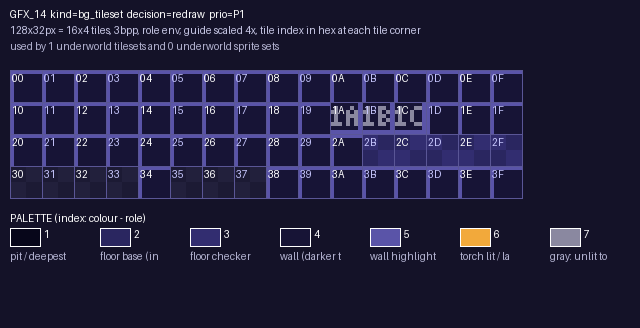 GFX_14 kind=bg_tileset decision=redraw prio=P1
128x32px = 16x4 tiles, 3bpp, role env; guide scaled 4x, tile index in hex at each tile corner
used by 1 underworld tilesets and 0 underworld sprite sets
00 01 02 03 04 05 06 07 08 09 0A 0B 0C 0D 0E 0F
10 11 12 13 14 15 16 17 18 19 1A 1B 1C 1D 1E 1F
1A 1B 1C
20 21 22 23 24 25 26 27 28 29 2A 2B 2C 2D 2E 2F
30 31 32 33 34 35 36 37 38 39 3A 3B 3C 3D 3E 3F
PALETTE (index: colour - role)
1 2 3 4 5 6 7
pit / deepest floor base (in floor checker wall (darker t wall highlight torch lit / la gray: unlit to